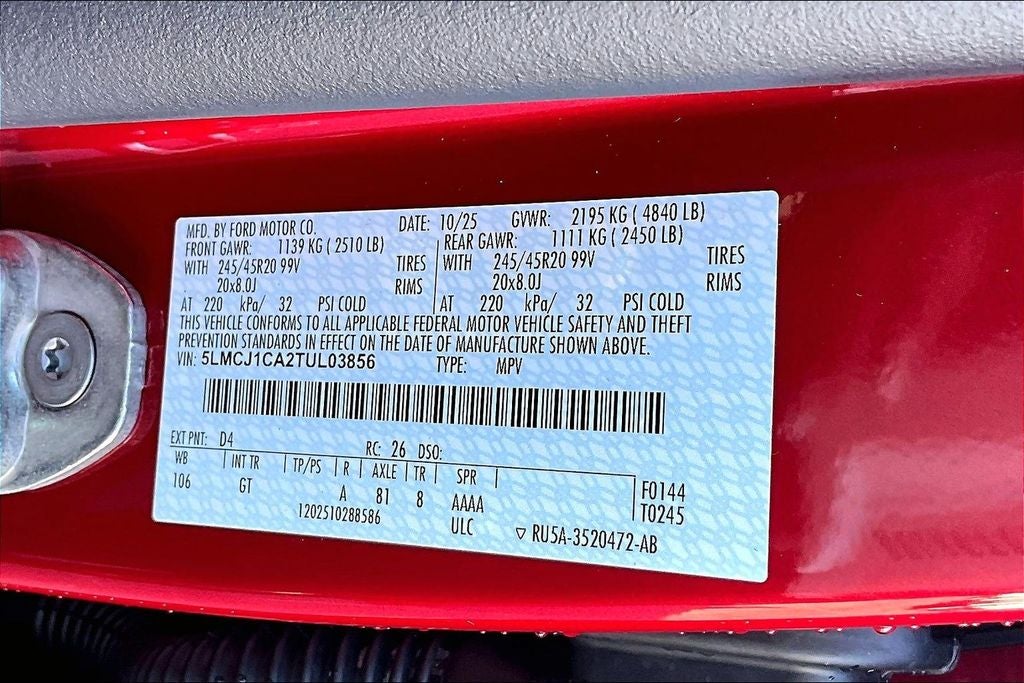 MFD. BY FORD MOTOR CO. DATE: 10/25 GVWR: 2195 KG ( 4840 LB)
FRONT GAWR: 1139 KG ( 2510 LB) REAR GAWR: 1111 KG ( 2450 LB)
WITH 245/45R20 99V TIRES WITH 245/45R20 99V TIRES
20x8.0J RIMS 20x8.0J RIMS
AT 220 kPa/ 32 PSI COLD AT 220 kPa/ 32 PSI COLD
THIS VEHICLE CONFORMS TO ALL APPLICABLE FEDERAL MOTOR VEHICLE SAFETY AND THEFT
PREVENTION STANDARDS IN EFFECT ON THE DATE OF MANUFACTURE SHOWN ABOVE.
VIN: 5LMCJ1CA2TUL03856 TYPE: MPV
EXT PNT: D4 RC: 26 DSO:
WB INT TR TP/PS R AXLE TR SPR
106 GT A 81 8 AAAA F0144
1202510288586 ULC T0245
RU5A-3520472-AB